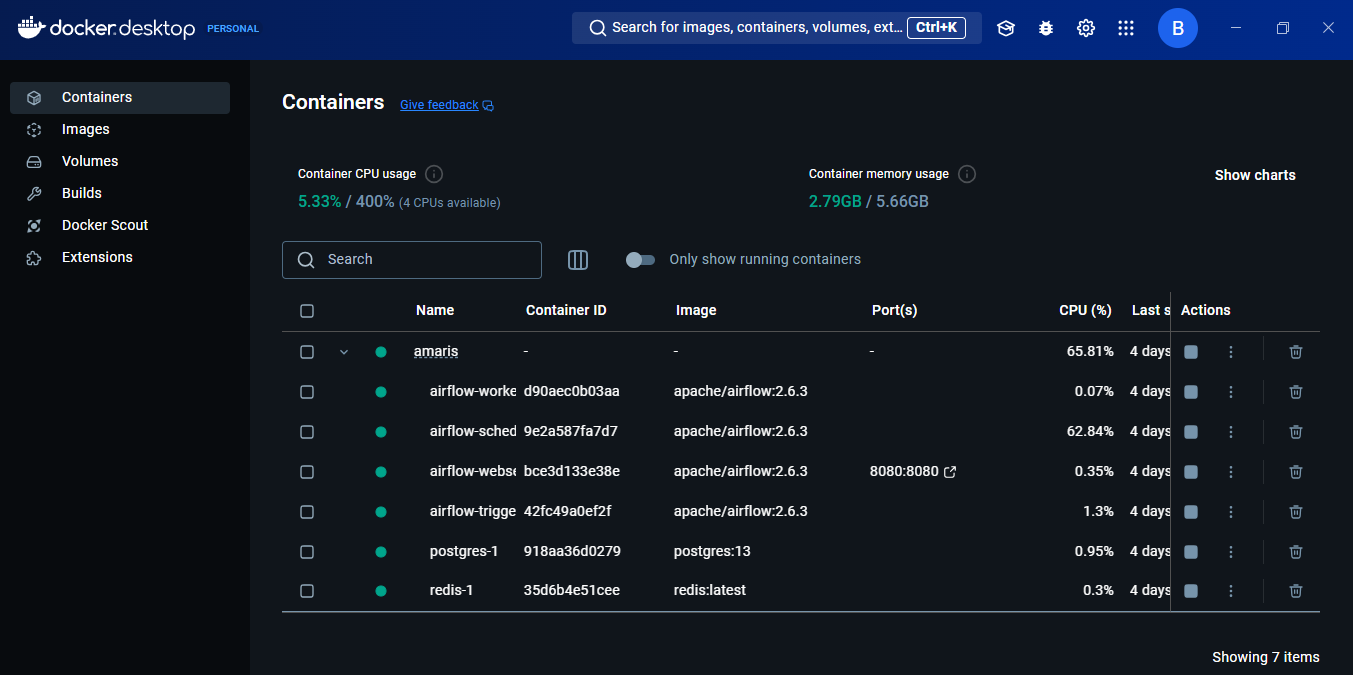 docker.desktop PERSONAL Search for images, containers, volumes, ext... Ctrl+K B
Containers
Images
Volumes
Builds
Docker Scout
Extensions
Containers Give feedback
Container CPU usage Container memory usage Show charts
5.33% / 400% (4 CPUs available) 2.79GB / 5.66GB
Search Only show running containers
Name Container ID Image Port(s) CPU (%) Last s Actions
amaris - - - 65.81% 4 days
airflow-worke d90aec0b03aa apache/airflow:2.6.3 0.07% 4 days
airflow-sched 9e2a587fa7d7 apache/airflow:2.6.3 62.84% 4 days
airflow-webse bce3d133e38e apache/airflow:2.6.3 8080:8080 0.35% 4 days
airflow-trigge 42fc49a0ef2f apache/airflow:2.6.3 1.3% 4 days
postgres-1 918aa36d0279 postgres:13 0.95% 4 days
redis-1 35d6b4e51cee redis:latest 0.3% 4 days
Showing 7 items